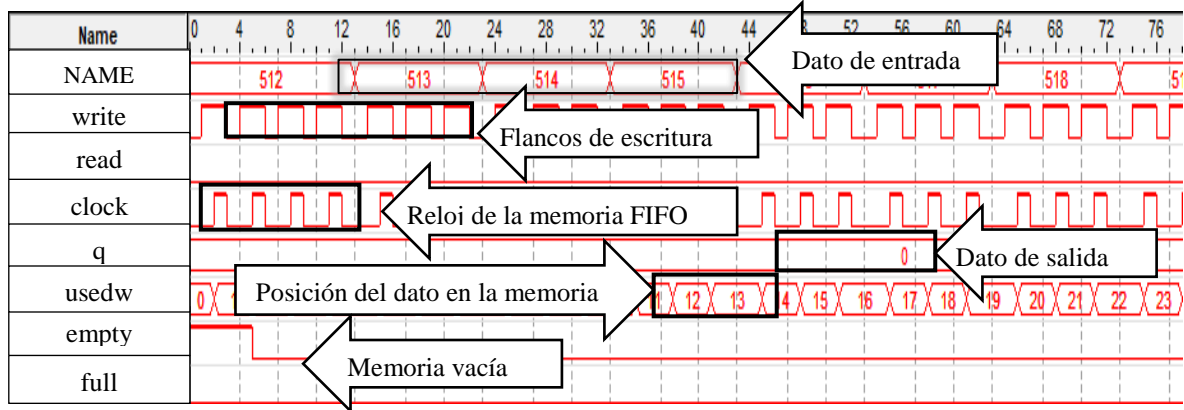 Name 0 4 8 12 16 20 24 28 32 36 40 44 52 56 60 64 68 72 76
Dato de entrada
NAME 512 513 514 515 518 51
write
Flancos de escritura
read
clock
Reloi de la memoria FIFO
q 0
Dato de salida
usedw 0
Posición del dato en la memoria
12 13 4 15 16 17 18 19 20 21 22 23
empty
Memoria vacía
full